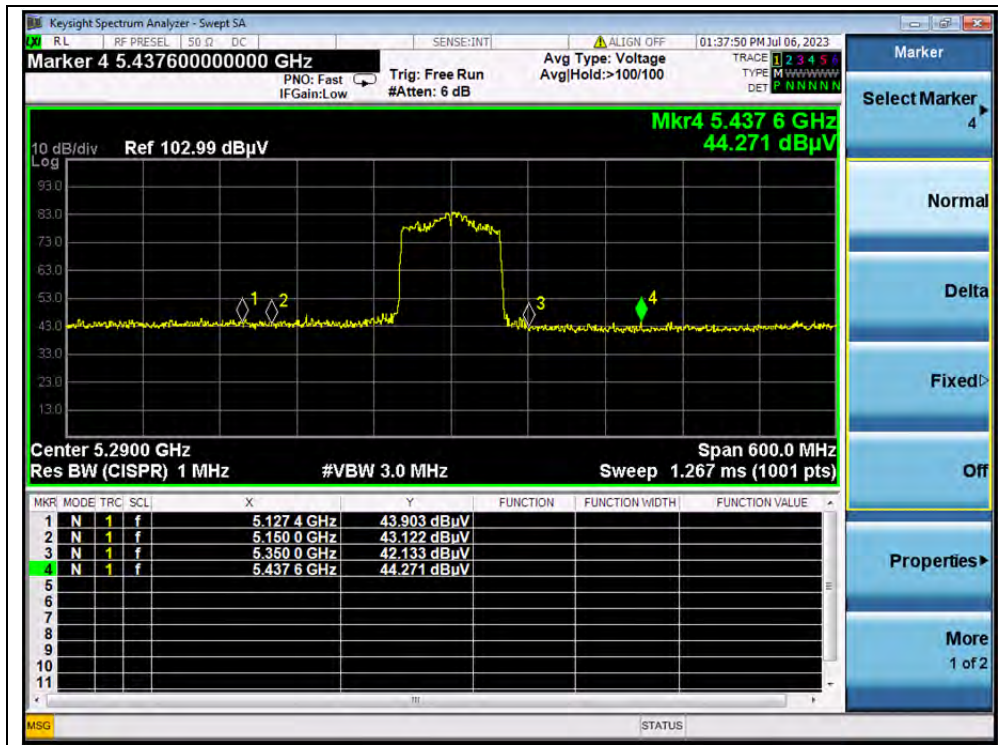 Keysight Spectrum Analyzer - Swept SA
LXI RL RF PRESEL 50 Ω DC SENSE:INT ALIGN OFF 01:37:50 PM Jul 06, 2023
Marker 4 5.437600000000 GHz
PNO: Fast
IFGain:Low
Trig: Free Run
#Atten: 6 dB
Avg Type: Voltage
Avg|Hold:>100/100
TRACE 1 2 3 4 5 6
TYPE M WWWWW
DET P N N N N N
Mkr4 5.437 6 GHz
44.271 dBµV
10 dB/div Ref 102.99 dBµV
Log
93.0
83.0
73.0
63.0
53.0
43.0
33.0
23.0
13.0
1 2 3 4
Center 5.2900 GHz Span 600.0 MHz
Res BW (CISPR) 1 MHz #VBW 3.0 MHz Sweep 1.267 ms (1001 pts)
MKR MODE TRC SCL X Y FUNCTION FUNCTION WIDTH FUNCTION VALUE
1 N 1 f 5.127 4 GHz 43.903 dBµV
2 N 1 f 5.150 0 GHz 43.122 dBµV
3 N 1 f 5.350 0 GHz 42.133 dBµV
4 N 1 f 5.437 6 GHz 44.271 dBµV
5
6
7
8
9
10
11
MSG STATUS
Marker
Select Marker
4
Normal
Delta
Fixed
Off
Properties
More
1 of 2